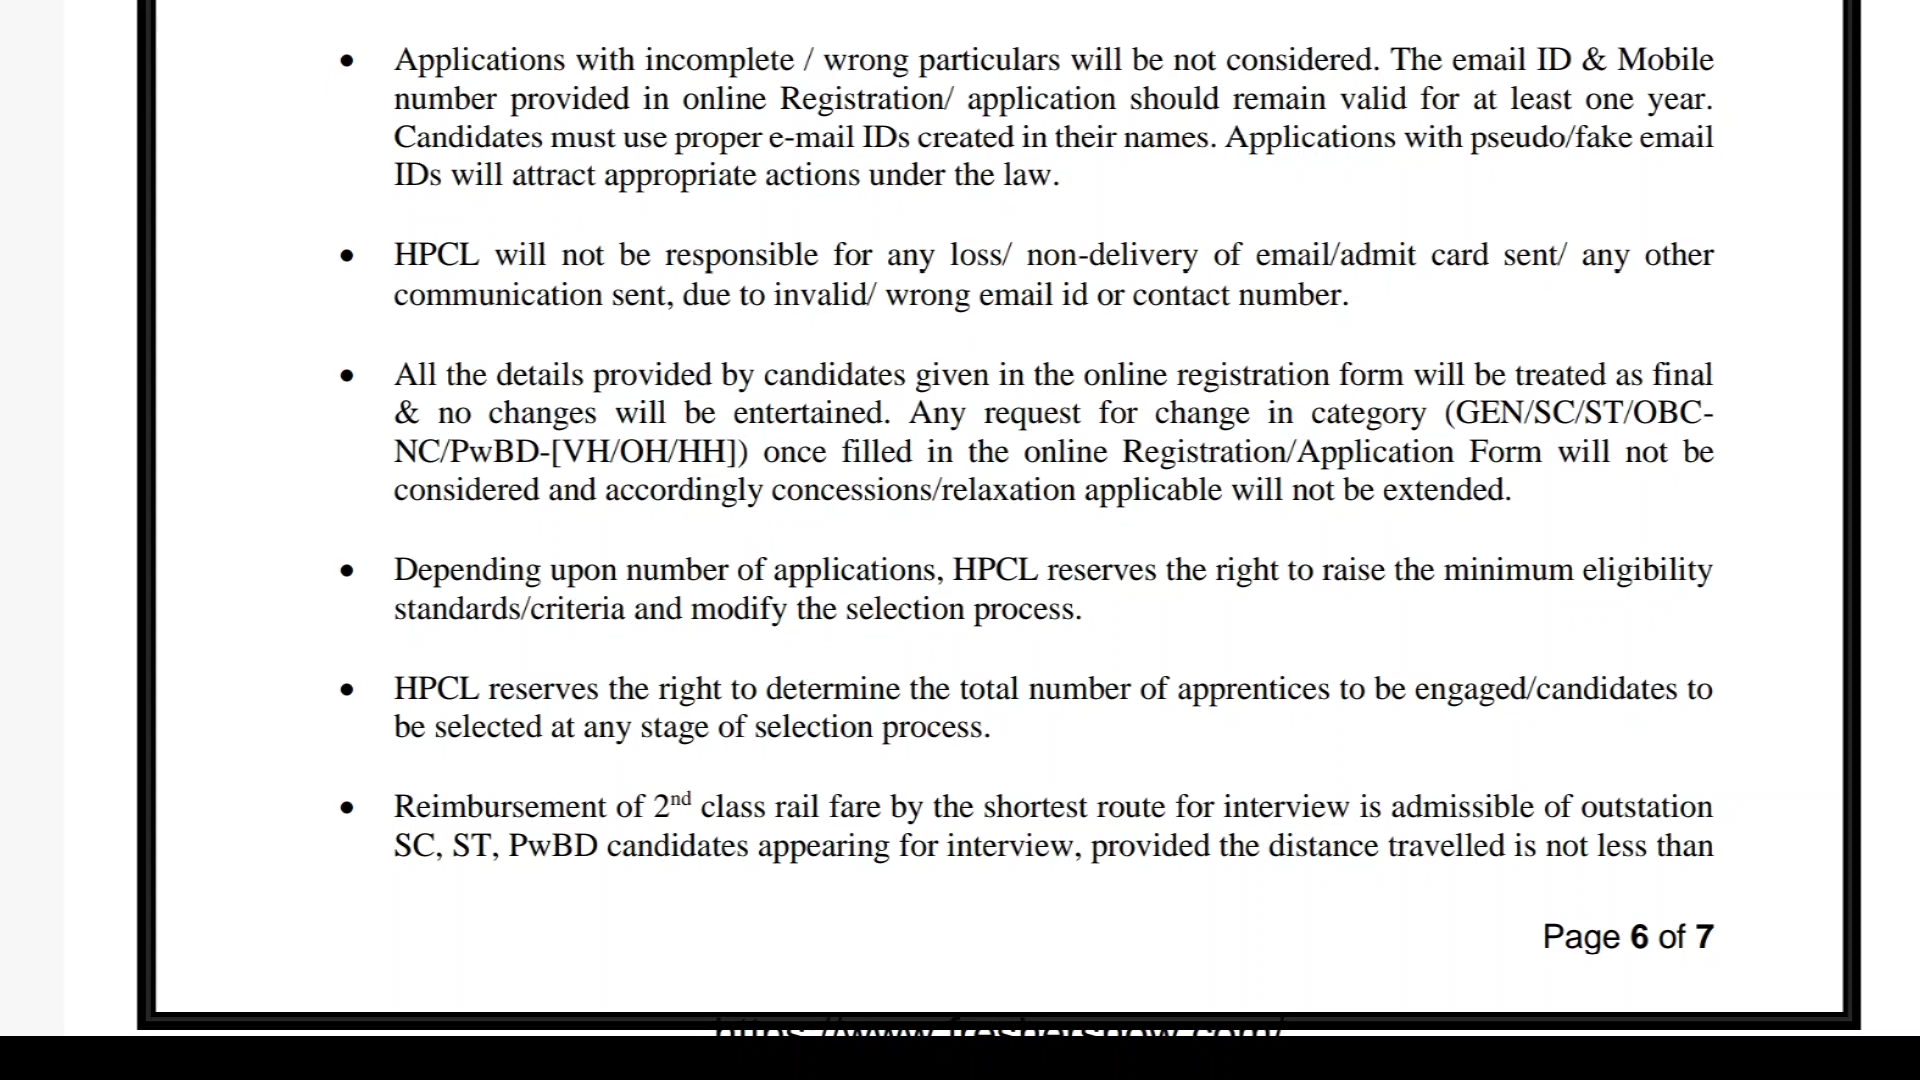 • Applications with incomplete / wrong particulars will be not considered. The email ID & Mobile
number provided in online Registration/ application should remain valid for at least one year.
Candidates must use proper e-mail IDs created in their names. Applications with pseudo/fake email
IDs will attract appropriate actions under the law.
• HPCL will not be responsible for any loss/ non-delivery of email/admit card sent/ any other
communication sent, due to invalid/ wrong email id or contact number.
• All the details provided by candidates given in the online registration form will be treated as final
& no changes will be entertained. Any request for change in category (GEN/SC/ST/OBC-
NC/PwBD-[VH/OH/HH]) once filled in the online Registration/Application Form will not be
considered and accordingly concessions/relaxation applicable will not be extended.
• Depending upon number of applications, HPCL reserves the right to raise the minimum eligibility
standards/criteria and modify the selection process.
• HPCL reserves the right to determine the total number of apprentices to be engaged/candidates to
be selected at any stage of selection process.
• Reimbursement of 2nd class rail fare by the shortest route for interview is admissible of outstation
SC, ST, PwBD candidates appearing for interview, provided the distance travelled is not less than
Page 6 of 7
https://www.freshersnow.com/